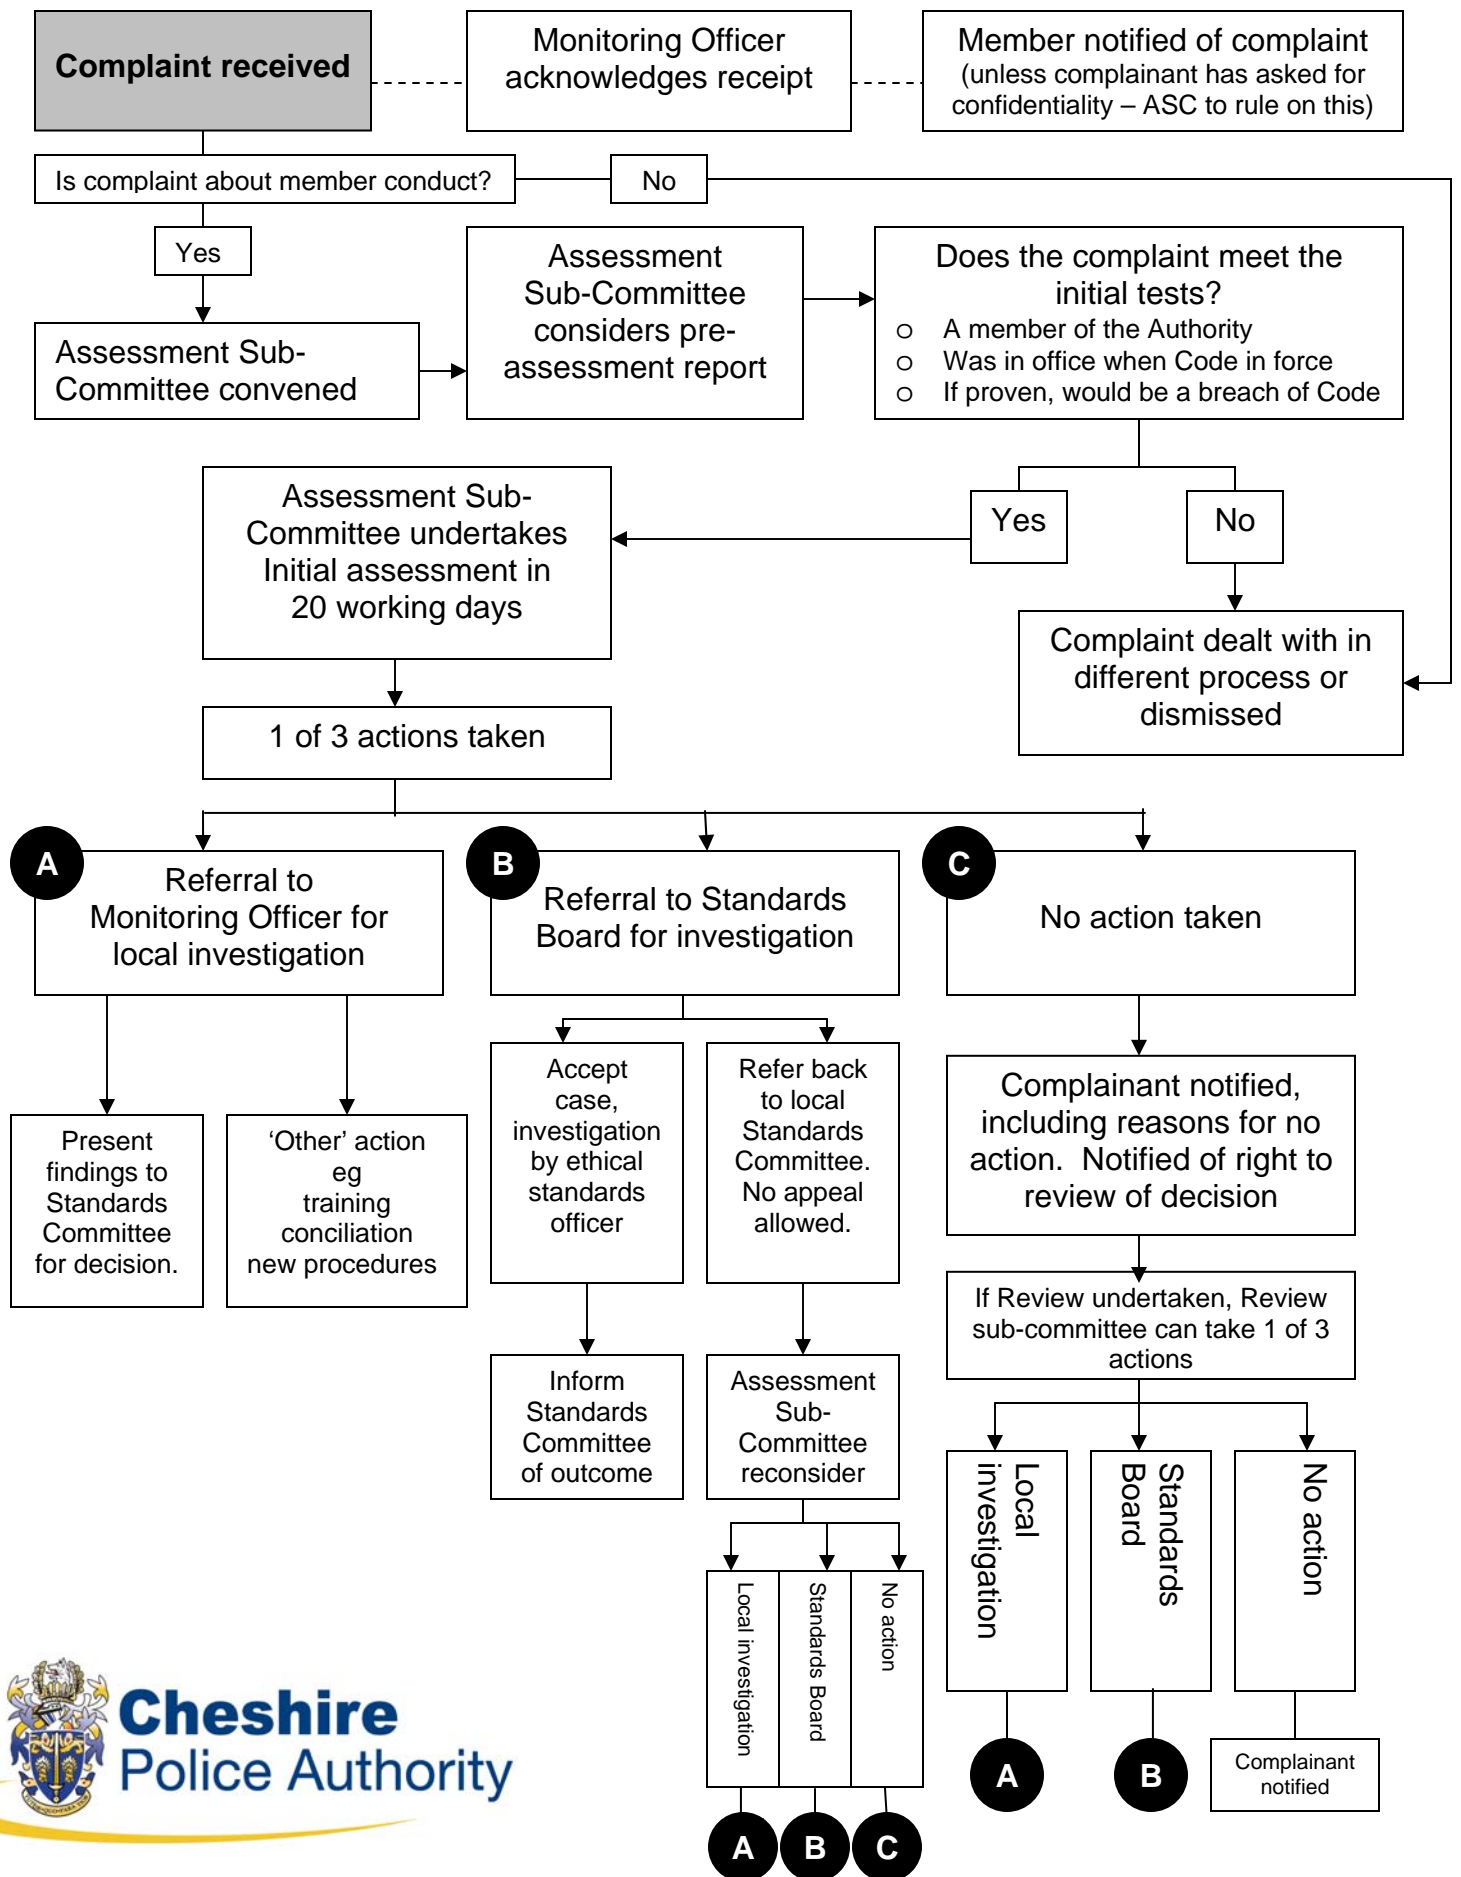 Complaint received
Monitoring Officer
acknowledges receipt
Member notified of complaint
(unless complainant has asked for
confidentiality – ASC to rule on this)
Is complaint about member conduct?
No
Yes
Assessment Sub-
Committee convened
Assessment
Sub-Committee
considers pre-
assessment report
Does the complaint meet the
initial tests?
o A member of the Authority
o Was in office when Code in force
o If proven, would be a breach of Code
Yes
No
Assessment Sub-
Committee undertakes
Initial assessment in
20 working days
Complaint dealt with in
different process or
dismissed
1 of 3 actions taken
A
Referral to
Monitoring Officer for
local investigation
B
Referral to Standards
Board for investigation
C
No action taken
Present
findings to
Standards
Committee
for decision.
‘Other’ action
eg
training
conciliation
new procedures
Accept
case,
investigation
by ethical
standards
officer
Refer back
to local
Standards
Committee.
No appeal
allowed.
Complainant notified,
including reasons for no
action. Notified of right to
review of decision
If Review undertaken, Review
sub-committee can take 1 of 3
actions
Inform
Standards
Committee
of outcome
Assessment
Sub-
Committee
reconsider
Local
investigation
Standards
Board
No action
Local investigation
Standards Board
No action
A
B
Complainant
notified
A
B
C
Cheshire
Police Authority